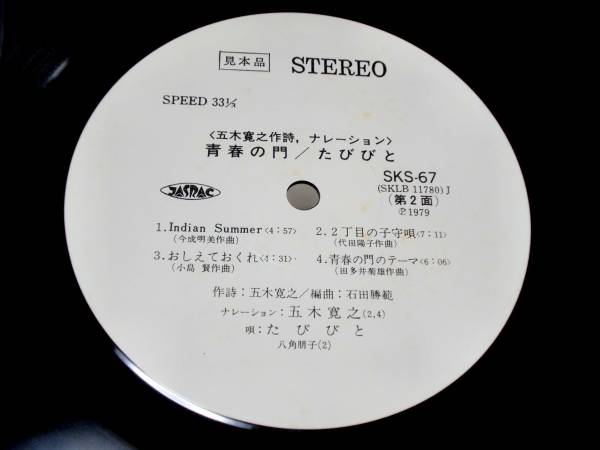 見本品 STEREO
SPEED 33⅓
〈五木寛之作詩,ナレーション〉
青春の門/たびびと
JASRAC
SKS-67
(SKLB 11780)J
(第2面)
Ⓟ1979
1.Indian Summer〈4:57〉
(今成明美作曲)
2.2丁目の子守唄〈7:11〉
(代田陽子作曲)
3.おしえておくれ〈4:31〉
(小島 賢作曲)
4.青春の門のテーマ〈6:06〉
(田多井菊雄作曲)
作詩:五木寛之/編曲:石田勝範
ナレーション:五木寛之(2,4)
唄:たびびと
八角朋子(2)